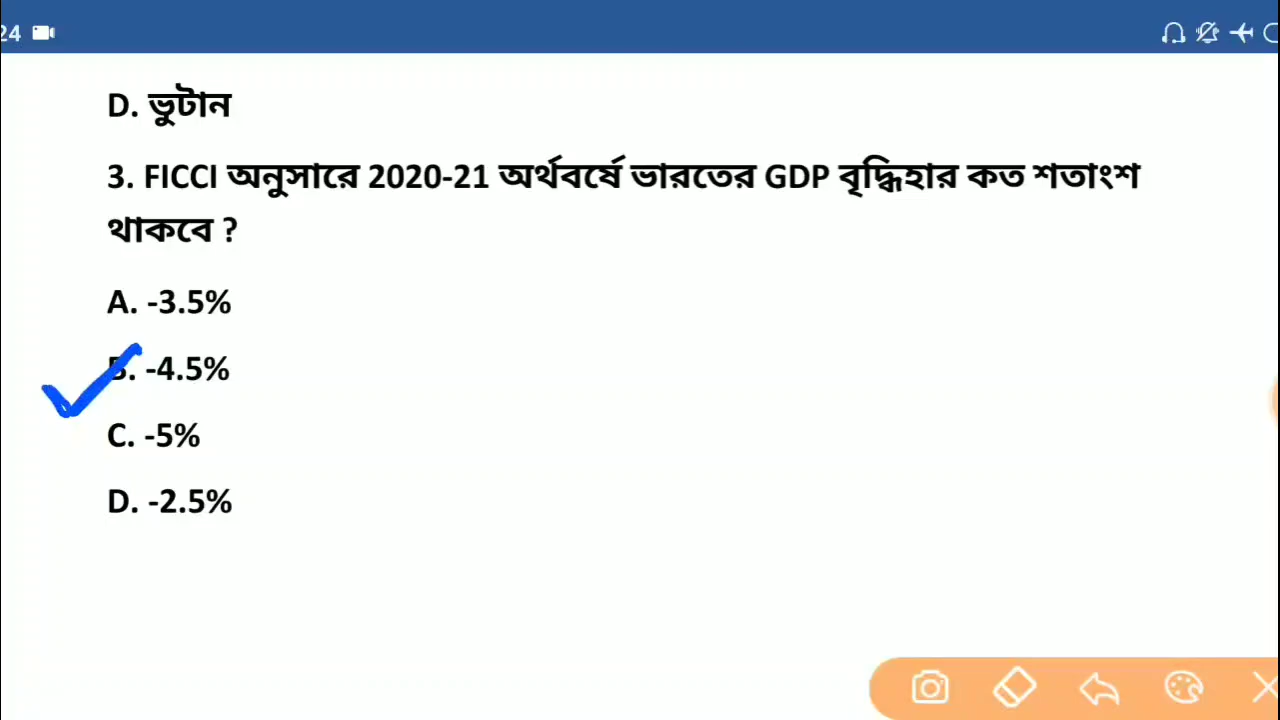 24
D. ভুটান
3. FICCI অনুসারে 2020-21 অর্থবর্ষে ভারতের GDP বৃদ্ধিহার কত শতাংশ
থাকবে ?
A. -3.5%
B. -4.5%
C. -5%
D. -2.5%